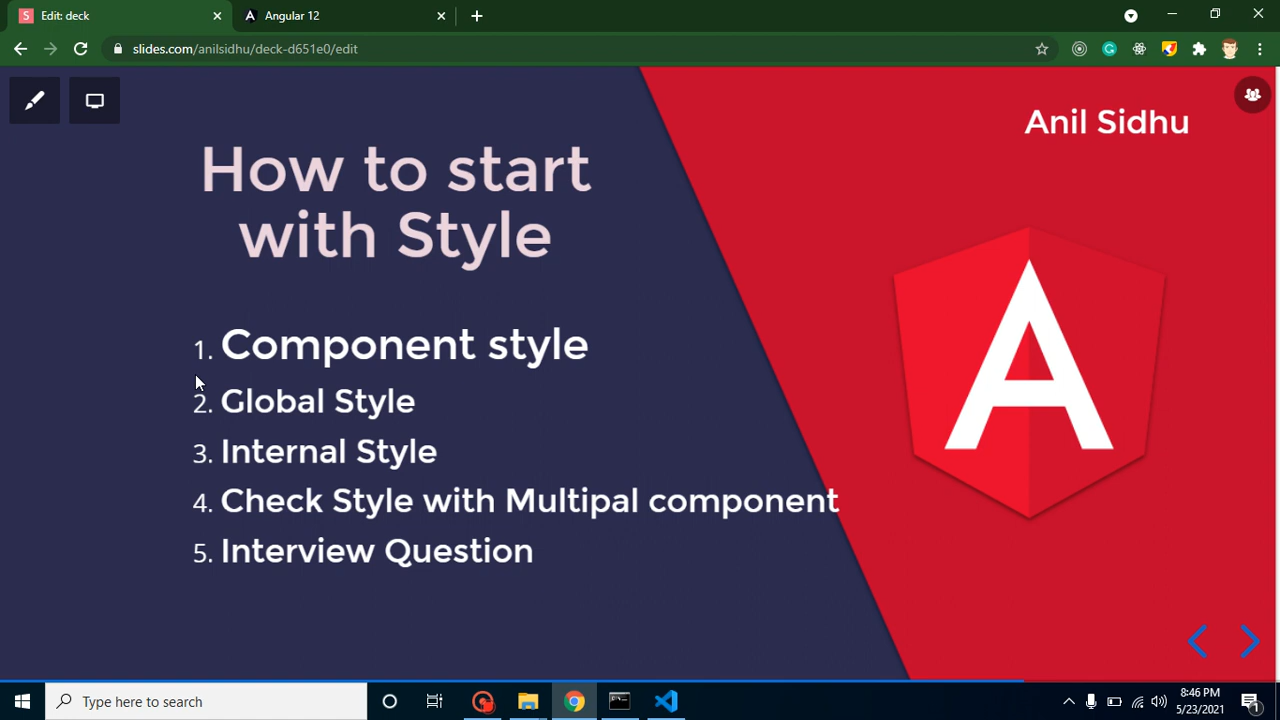 Edit: deck
Angular 12
slides.com/anilsidhu/deck-d651e0/edit
Anil Sidhu
How to start
with Style
1. Component style
2. Global Style
3. Internal Style
4. Check Style with Multipal component
5. Interview Question
Type here to search
8:46 PM
5/23/2021
1